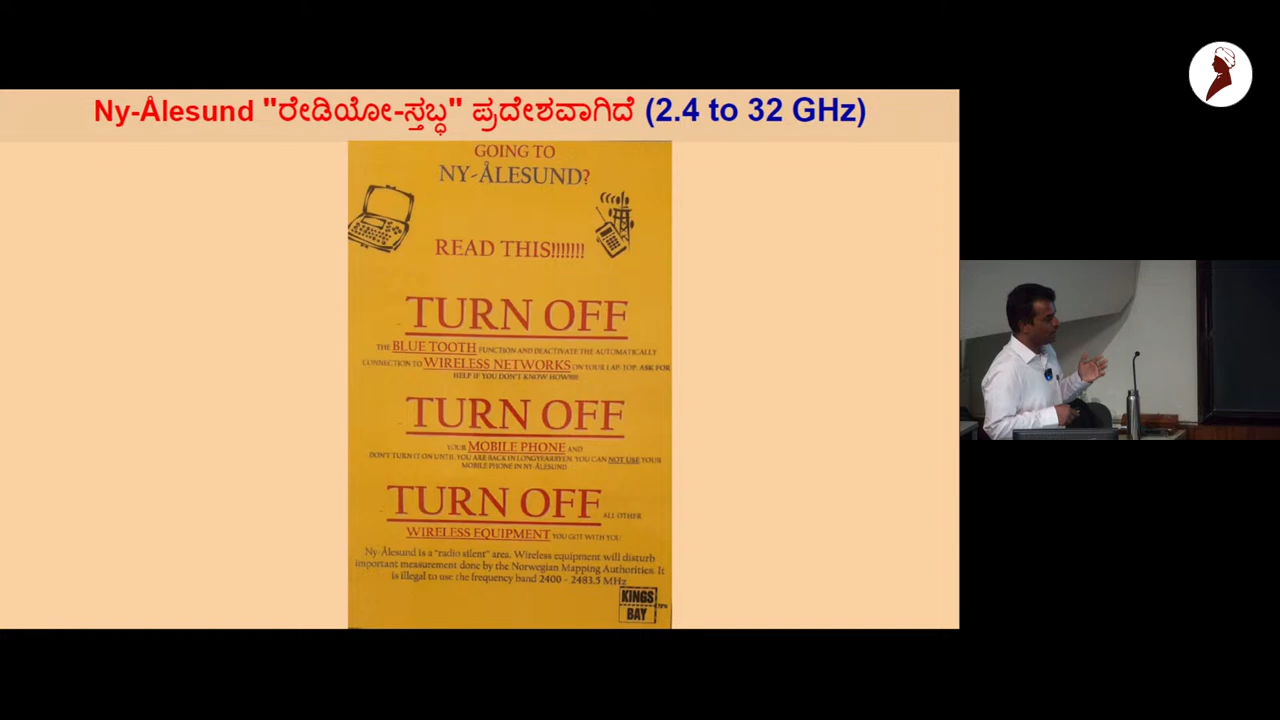 Ny-Ålesund "ರೇಡಿಯೋ-ಸ್ತಬ್ಧ" ಪ್ರದೇಶವಾಗಿದೆ (2.4 to 32 GHz)
GOING TO
NY-ÅLESUND?
READ THIS!!!!!!!
TURN OFF
THE BLUE TOOTH FUNCTION AND DEACTIVATE THE AUTOMATICALLY
CONNECTION TO WIRELESS NETWORKS ON YOUR LAP-TOP. ASK FOR
HELP IF YOU DON'T KNOW HOW!!!!!
TURN OFF
YOUR MOBILE PHONE AND
DON'T TURN IT ON UNTIL YOU ARE BACK IN LONGYEARBYEN. YOU CAN NOT USE YOUR
MOBILE PHONE IN NY-ÅLESUND
TURN OFF ALL OTHER
WIRELESS EQUIPMENT YOU GOT WITH YOU
Ny-Ålesund is a "radio silent" area. Wireless equipment will disturb
important measurement done by the Norwegian Mapping Authorities. It
is illegal to use the frequency band 2400 - 2483.5 MHz
KINGS
BAY